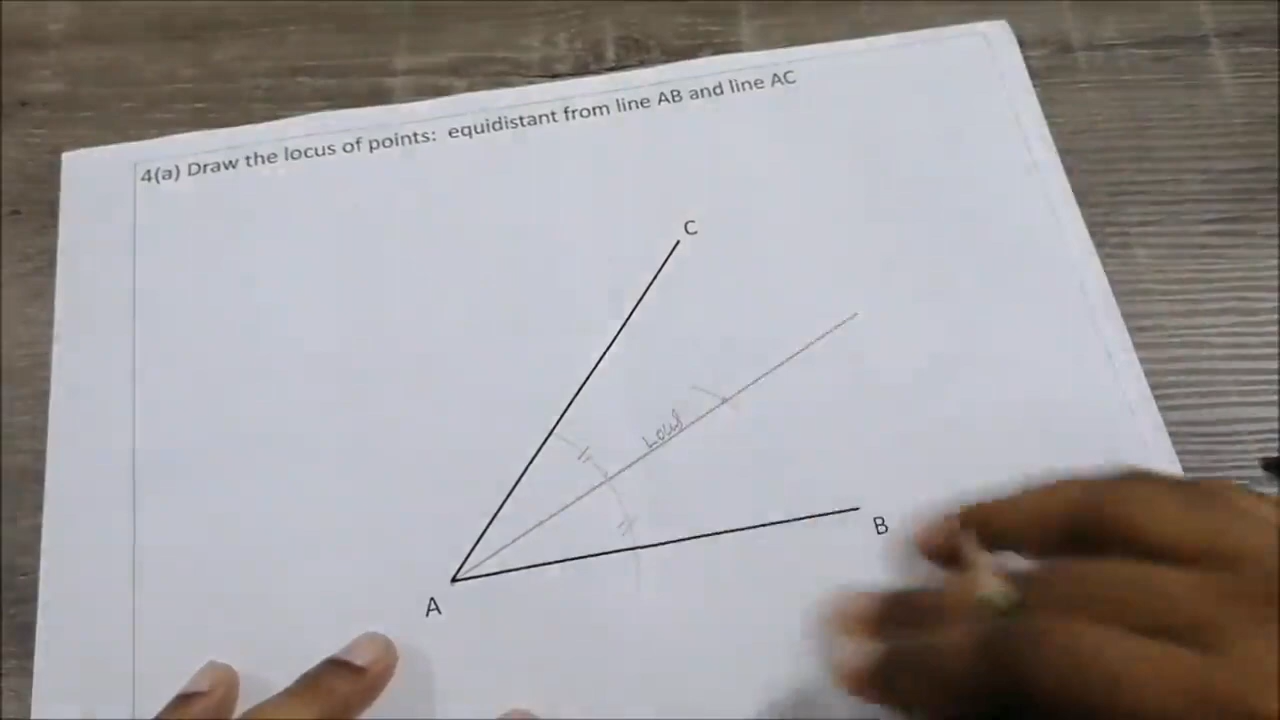 4(a) Draw the locus of points: equidistant from line AB and line AC
C
Locus
B
A